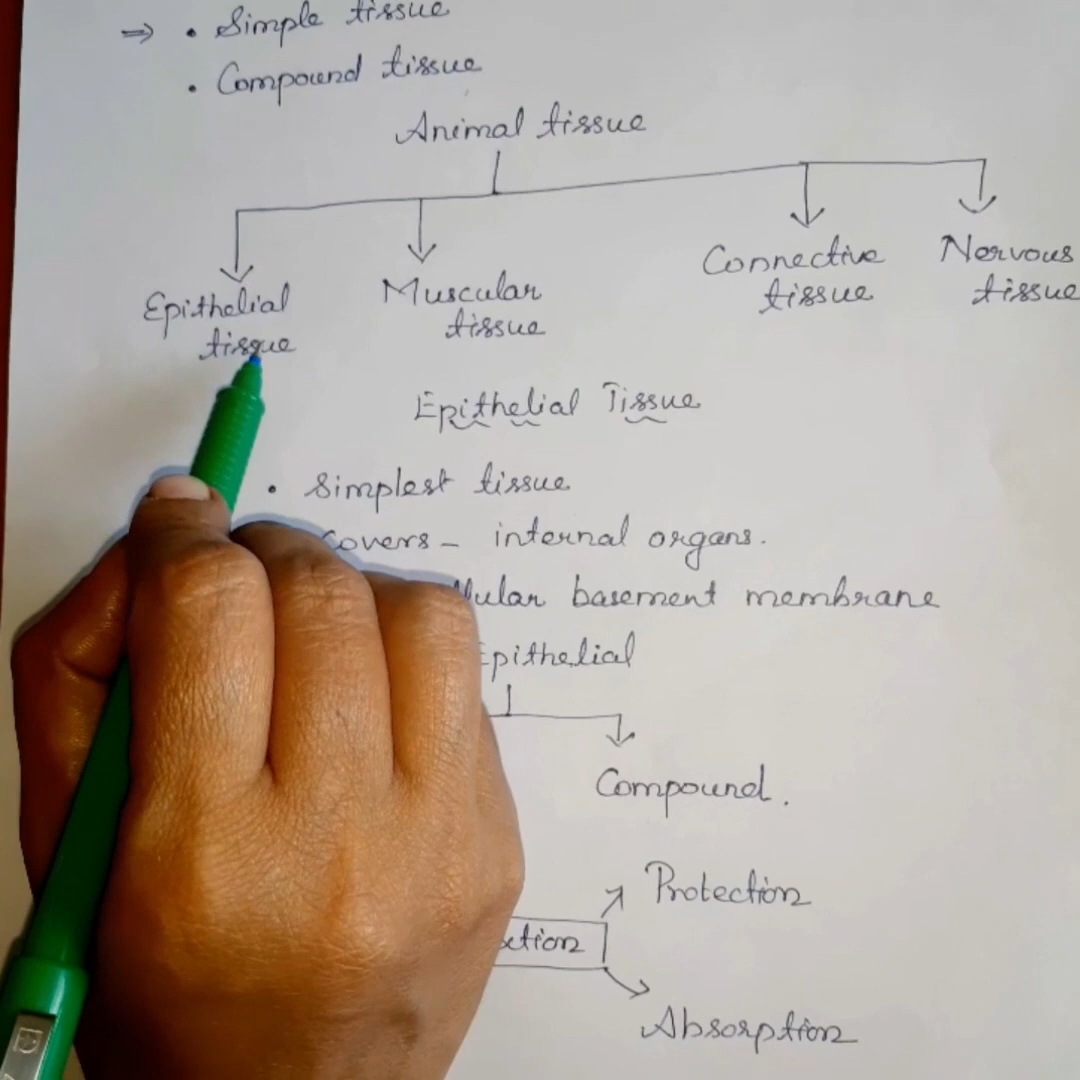 ⇒ • Simple tissue
• Compound tissue
Animal tissue
Epithelial tissue
Muscular tissue
Connective tissue
Nervous tissue
Epithelial Tissue
• Simplest tissue
Covers - internal organs.
basement membrane
Epithelial
Compound.
Protection
Absorption